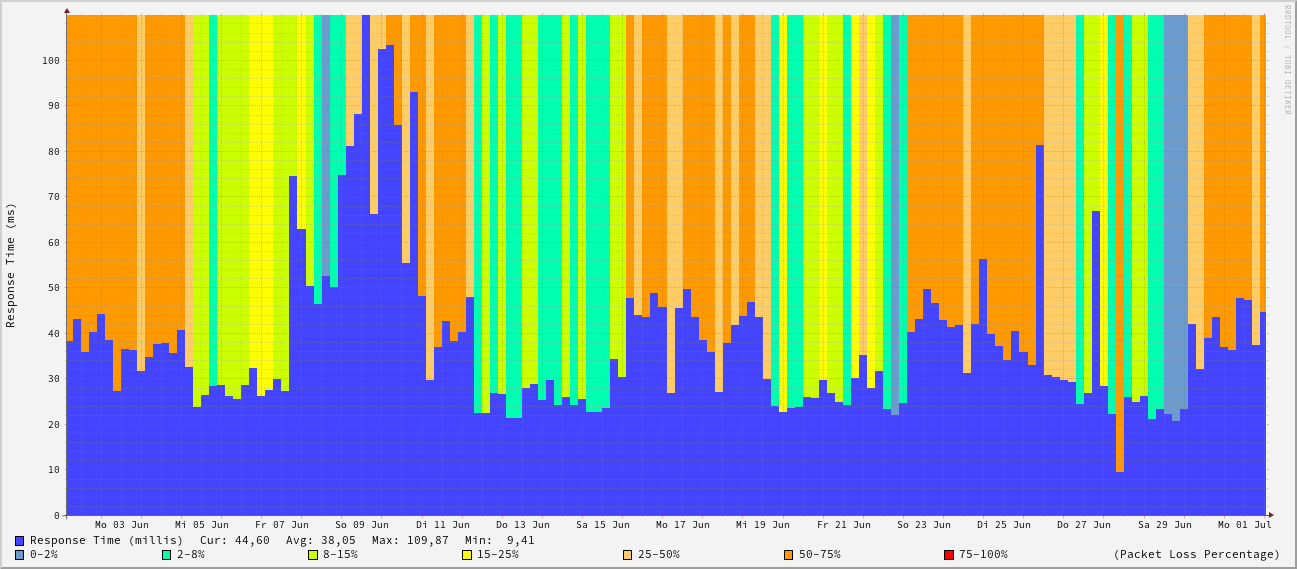 RRDTOOL / TOBI OETIKER
Response Time (ms)
100
90
80
70
60
50
40
30
20
10
0
Mo 03 Jun Mi 05 Jun Fr 07 Jun So 09 Jun Di 11 Jun Do 13 Jun Sa 15 Jun Mo 17 Jun Mi 19 Jun Fr 21 Jun So 23 Jun Di 25 Jun Do 27 Jun Sa 29 Jun Mo 01 Jul
Response Time (millis) Cur: 44,60 Avg: 38,05 Max: 109,87 Min: 9,41
0-2% 2-8% 8-15% 15-25% 25-50% 50-75% 75-100% (Packet Loss Percentage)